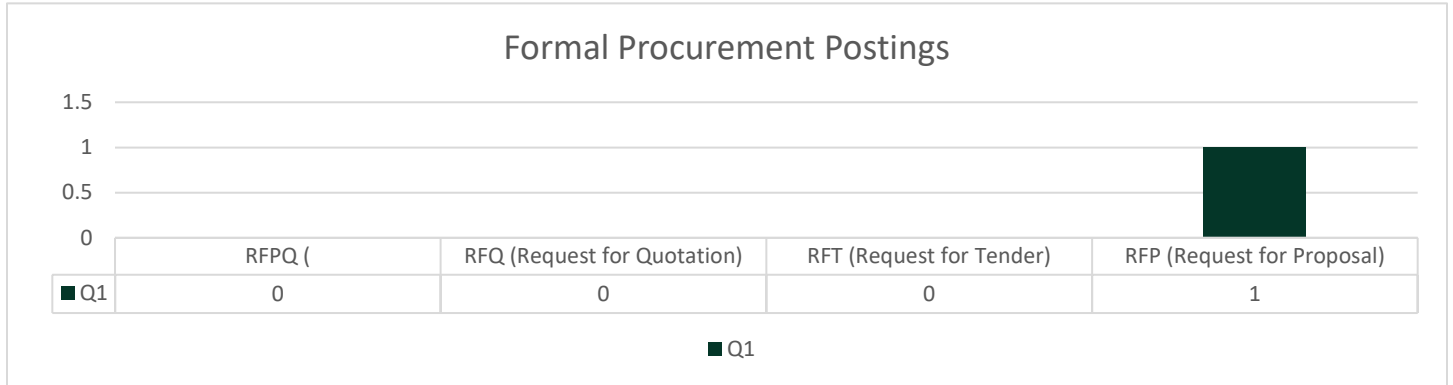 Formal Procurement Postings
1.5
1
0.5
0
RFPQ ( RFQ (Request for Quotation) RFT (Request for Tender) RFP (Request for Proposal)
Q1 0 0 0 1
Q1